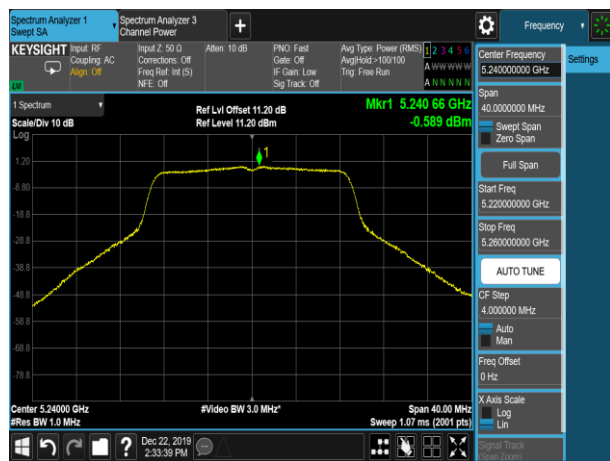 Spectrum Analyzer 1
Swept SA
Spectrum Analyzer 3
Channel Power
+
Frequency
KEYSIGHT
Input: RF
Coupling: AC
Align: Off
Input Z: 50 Ω
Corrections: Off
Freq Ref: Int (S)
NFE: Off
Atten: 10 dB
PNO: Fast
Gate: Off
IF Gain: Low
Sig Track: Off
Avg Type: Power (RMS)
Avg|Hold:>100/100
Trig: Free Run
1 2 3 4 5 6
A W W W W W
A N N N N N
1 Spectrum
Scale/Div 10 dB
Log
Ref Lvl Offset 11.20 dB
Ref Level 11.20 dBm
Mkr1 5.240 66 GHz
-0.589 dBm
1
1.20
-8.80
-18.8
-28.8
-38.8
-48.8
-58.8
-68.8
-78.8
Center 5.24000 GHz
#Res BW 1.0 MHz
#Video BW 3.0 MHz*
Span 40.00 MHz
Sweep 1.07 ms (2001 pts)
Dec 22, 2019
2:33:39 PM
Center Frequency
5.240000000 GHz
Settings
Span
40.0000000 MHz
Swept Span
Zero Span
Full Span
Start Freq
5.220000000 GHz
Stop Freq
5.260000000 GHz
AUTO TUNE
CF Step
4.000000 MHz
Auto
Man
Freq Offset
0 Hz
X Axis Scale
Log
Lin
Signal Track
(Span Zoom)